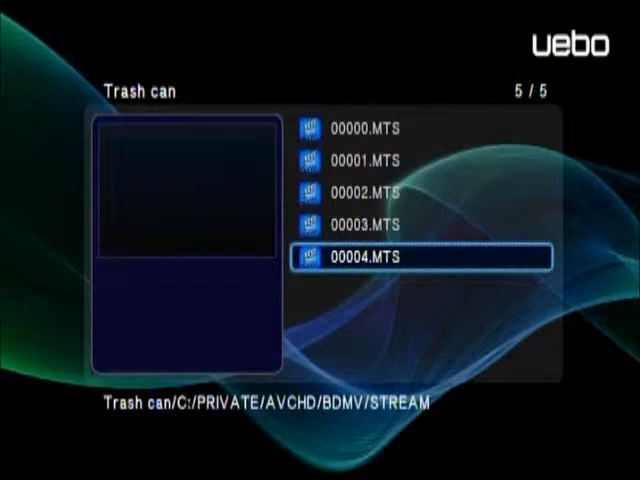 uebo
Trash can
5 / 5
00000.MTS
00001.MTS
00002.MTS
00003.MTS
00004.MTS
Trash can/C:/PRIVATE/AVCHD/BDMV/STREAM